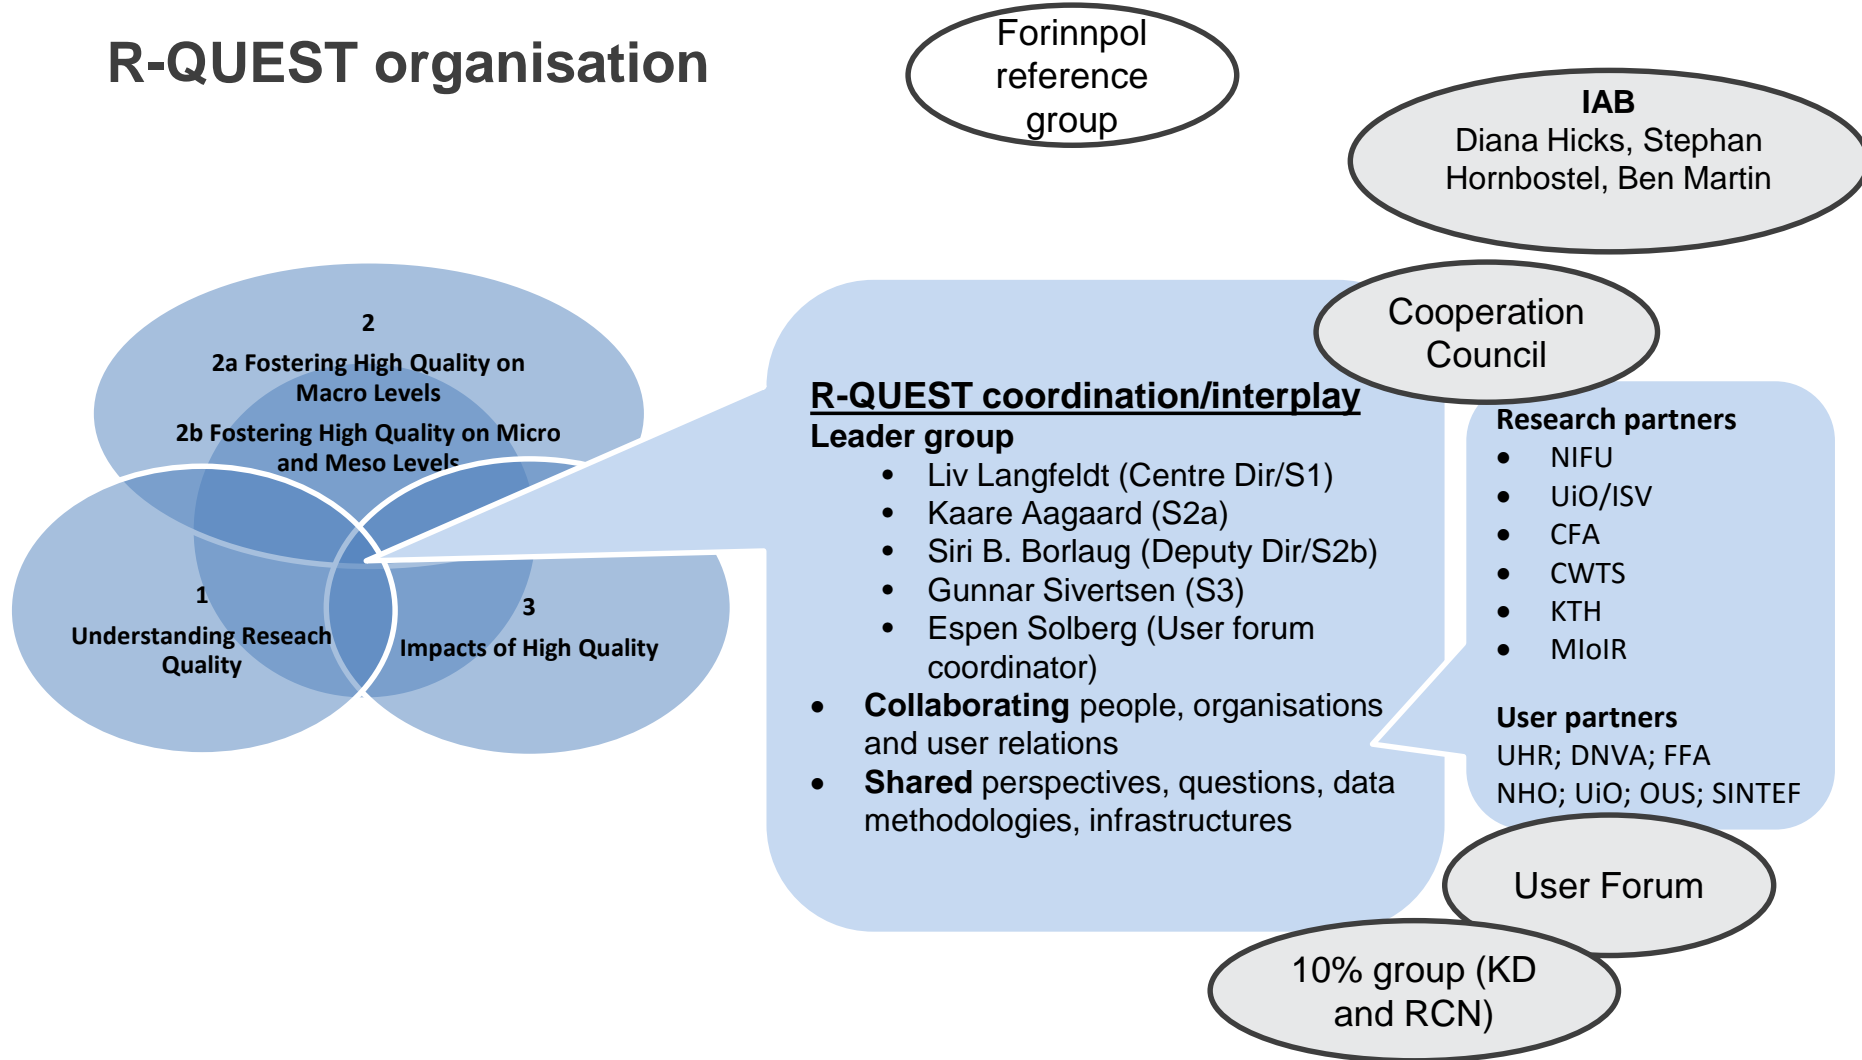 R-QUEST organisation
Forinnpol
reference
group
IAB
Diana Hicks, Stephan
Hornbostel, Ben Martin
Cooperation
Council
2
2a Fostering High Quality on
Macro Levels
2b Fostering High Quality on Micro
and Meso Levels
1
Understanding Reseach
Quality
3
Impacts of High Quality
R-QUEST coordination/interplay
Leader group
• Liv Langfeldt (Centre Dir/S1)
• Kaare Aagaard (S2a)
• Siri B. Borlaug (Deputy Dir/S2b)
• Gunnar Sivertsen (S3)
• Espen Solberg (User forum
coordinator)
• Collaborating people, organisations
and user relations
• Shared perspectives, questions, data
methodologies, infrastructures
Research partners
• NIFU
• UiO/ISV
• CFA
• CWTS
• KTH
• MIoIR
User partners
UHR; DNVA; FFA
NHO; UiO; OUS; SINTEF
User Forum
10% group (KD
and RCN)